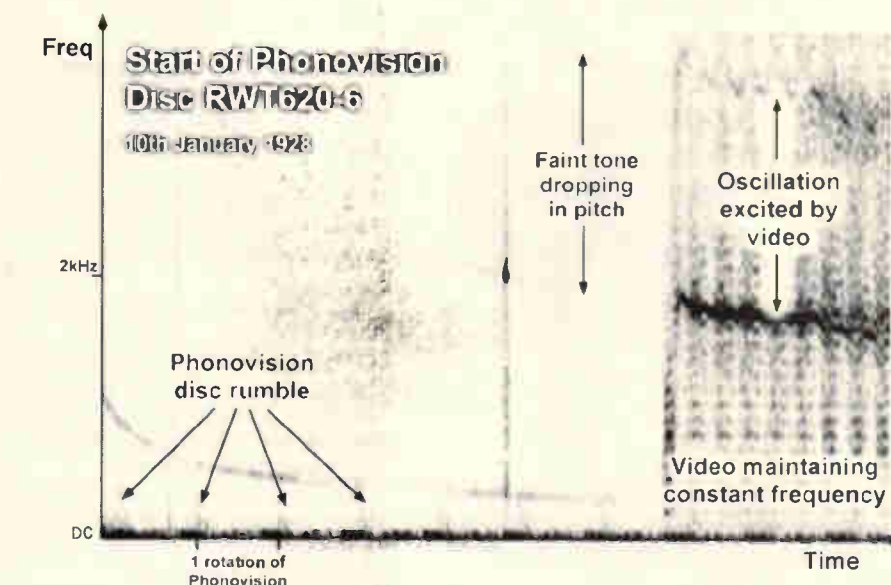 Freq
Start of Phonovision
Disc RWT620-6
10th January 1928
Faint tone
dropping
in pitch
Oscillation
excited by
video
2kHz
Phonovision
disc rumble
Video maintaining
constant frequency
DC
1 rotation of
Phonovision
Time